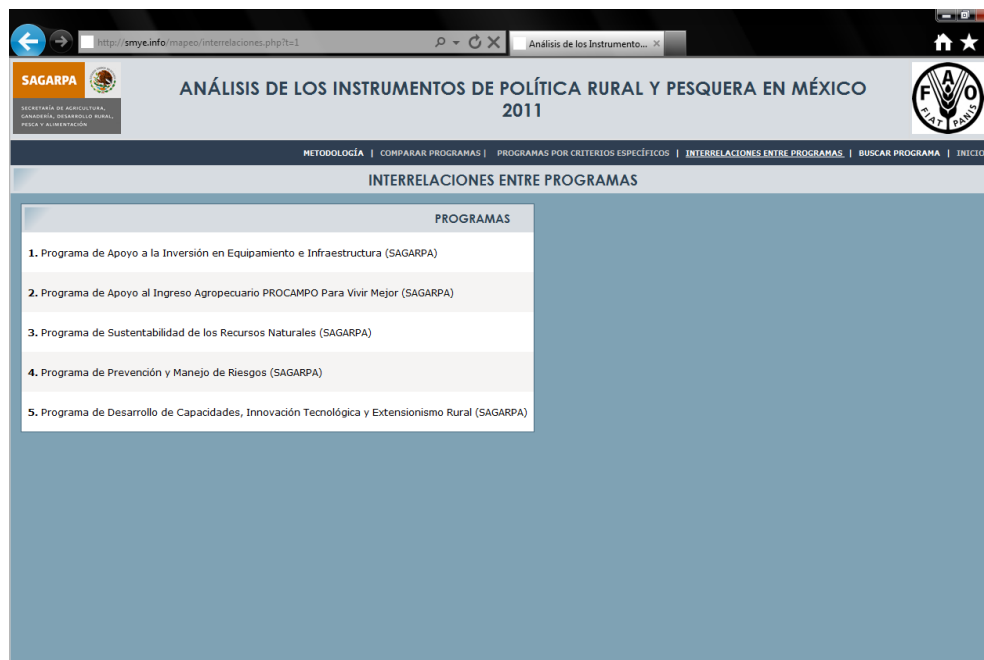 http://smye.info/mapeo/interrelaciones.php?t=1
Análisis de los Instrumento...
SAGARPA
SECRETARÍA DE AGRICULTURA,
GANADERÍA, DESARROLLO RURAL,
PESCA Y ALIMENTACIÓN
ANÁLISIS DE LOS INSTRUMENTOS DE POLÍTICA RURAL Y PESQUERA EN MÉXICO
2011
F A O
FIAT PANIS
METODOLOGÍA | COMPARAR PROGRAMAS | PROGRAMAS POR CRITERIOS ESPECÍFICOS | INTERRELACIONES ENTRE PROGRAMAS | BUSCAR PROGRAMA | INICIO
INTERRELACIONES ENTRE PROGRAMAS
PROGRAMAS
1. Programa de Apoyo a la Inversión en Equipamiento e Infraestructura (SAGARPA)
2. Programa de Apoyo al Ingreso Agropecuario PROCAMPO Para Vivir Mejor (SAGARPA)
3. Programa de Sustentabilidad de los Recursos Naturales (SAGARPA)
4. Programa de Prevención y Manejo de Riesgos (SAGARPA)
5. Programa de Desarrollo de Capacidades, Innovación Tecnológica y Extensionismo Rural (SAGARPA)